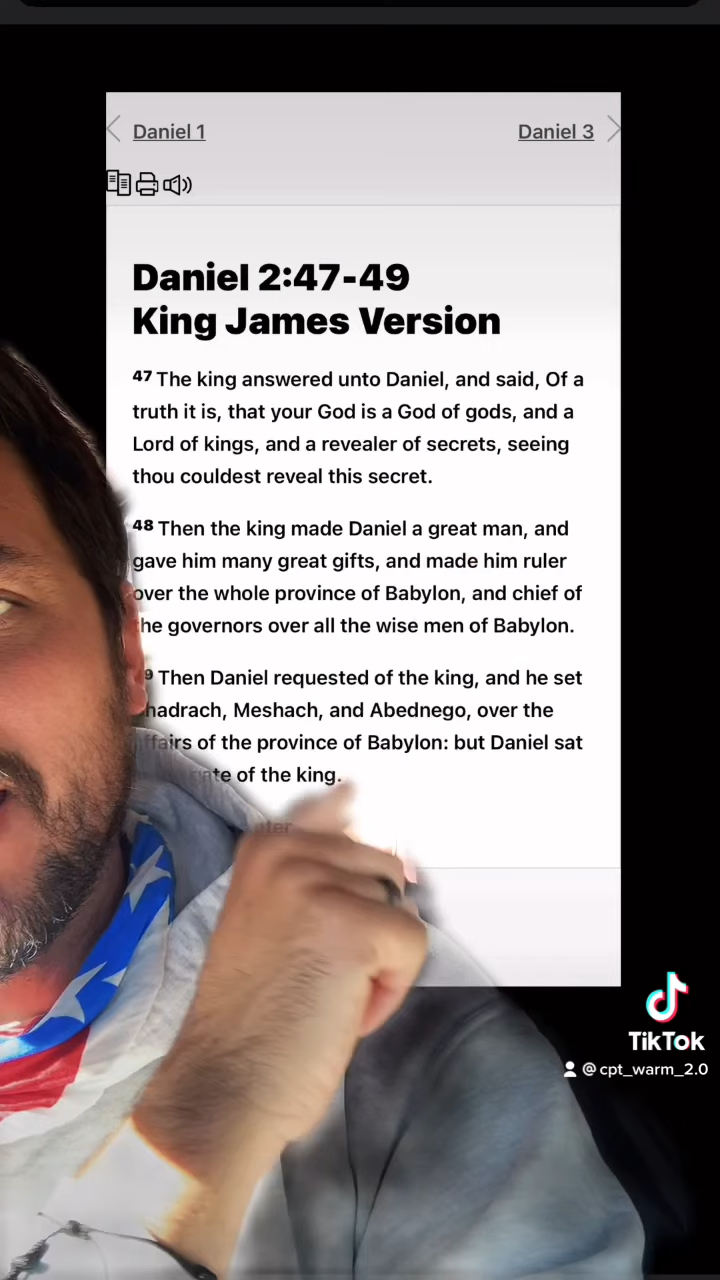 Daniel 1
Daniel 3
Daniel 2:47-49
King James Version
47 The king answered unto Daniel, and said, Of a
truth it is, that your God is a God of gods, and a
Lord of kings, and a revealer of secrets, seeing
thou couldest reveal this secret.
48 Then the king made Daniel a great man, and
gave him many great gifts, and made him ruler
over the whole province of Babylon, and chief of
the governors over all the wise men of Babylon.
9 Then Daniel requested of the king, and he set
hadrach, Meshach, and Abednego, over the
ffairs of the province of Babylon: but Daniel sat
of the king.
TikTok
@cpt_warm_2.0